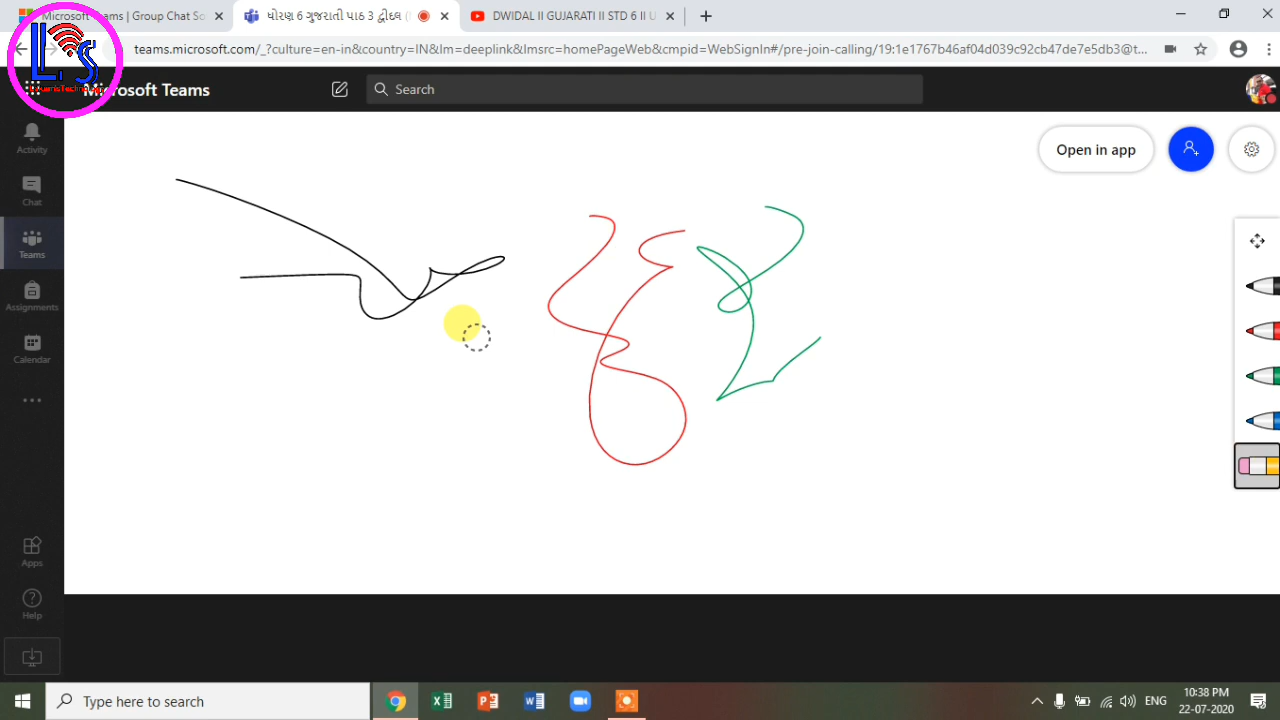 Microsoft Teams | Group Chat So
ધોરણ 6 ગુજરાતી પાઠ 3 દ્વિદલ (
DWIDAL II GUJARATI II STD 6 II U
teams.microsoft.com/_?culture=en-in&country=IN&lm=deeplink&lmsrc=homePageWeb&cmpid=WebSignIn#/pre-join-calling/19:1e1767b46af04d039c92cb47de7e5db3@t...
LTS
Microsoft Teams
Search
Activity
Chat
Teams
Assignments
Calendar
Apps
Help
Open in app
Type here to search
ENG
10:38 PM
22-07-2020